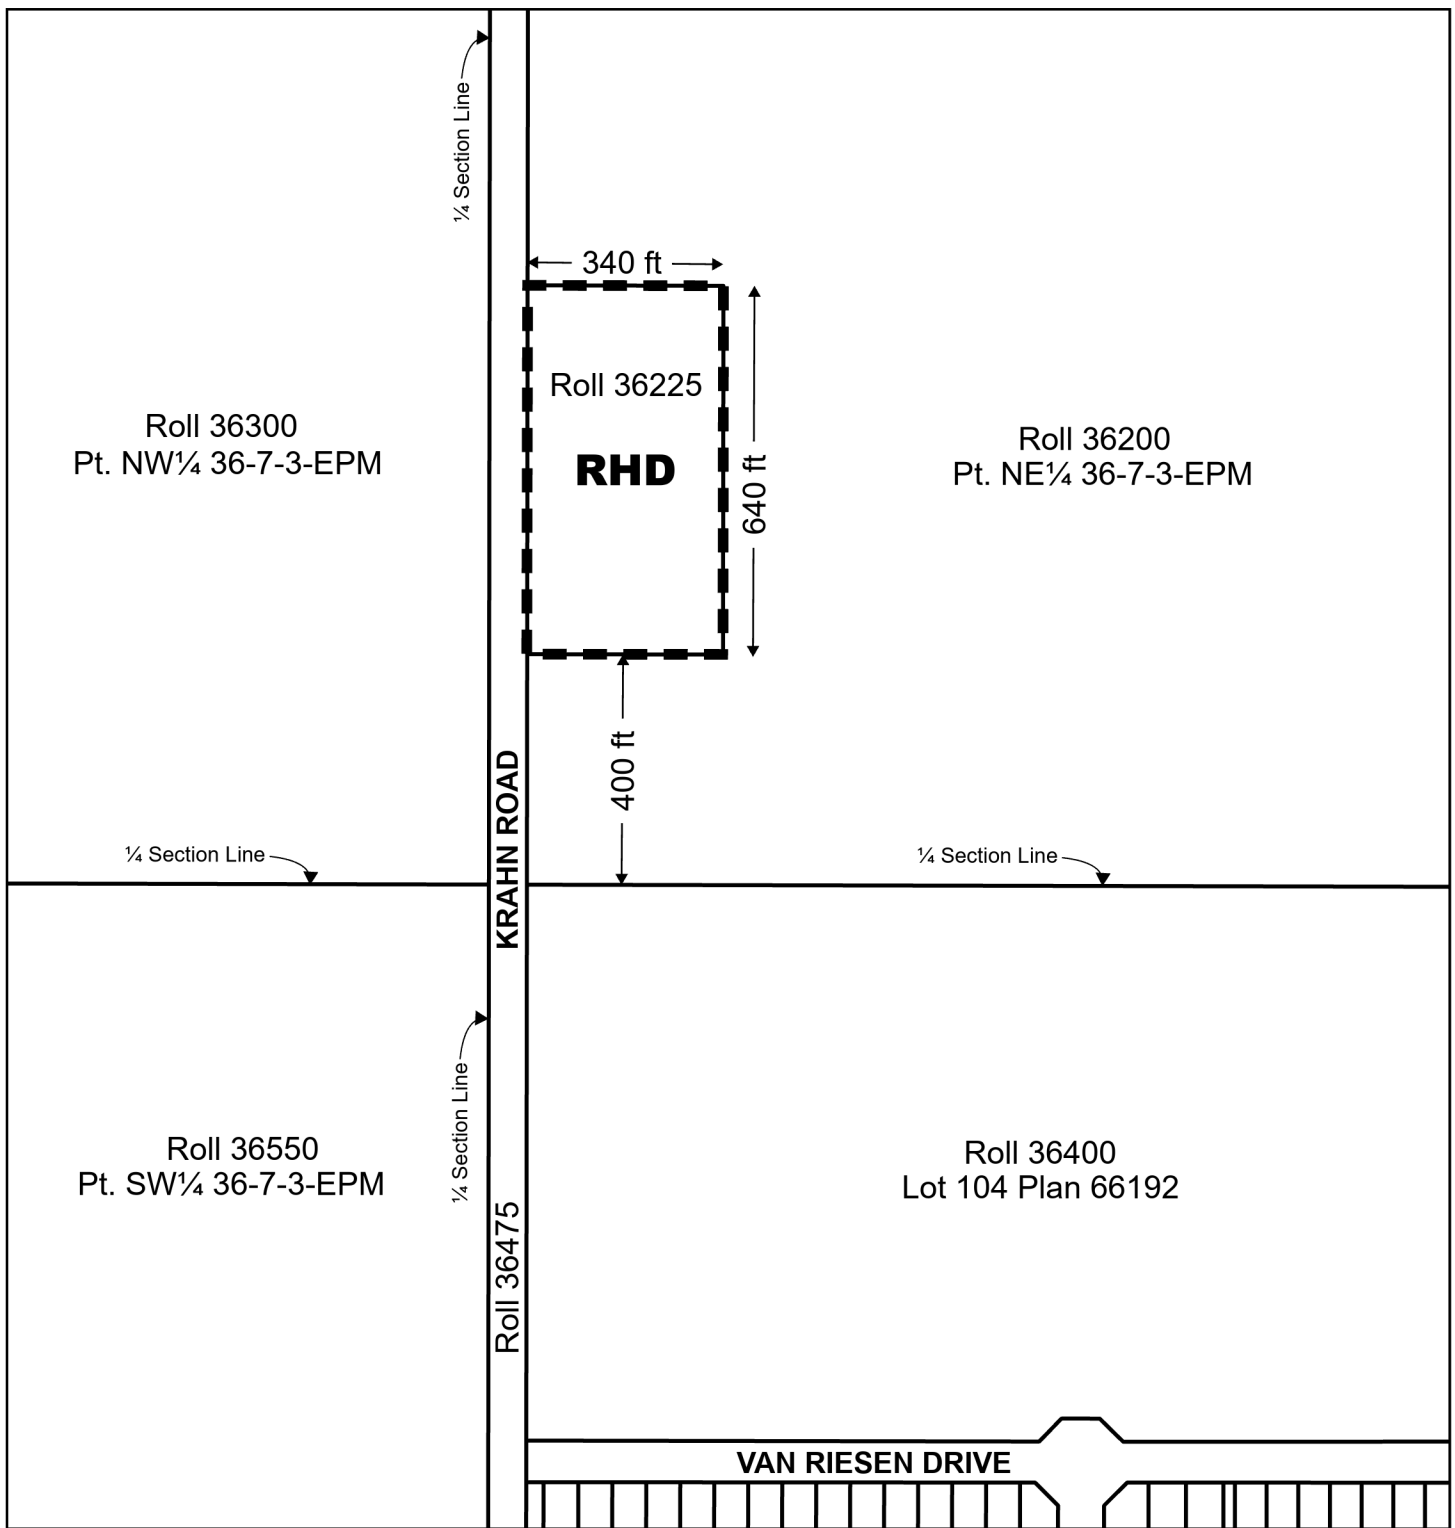 ¼ Section Line
340 ft
Roll 36225
RHD
640 ft
Roll 36300
Pt. NW¼ 36-7-3-EPM
Roll 36200
Pt. NE¼ 36-7-3-EPM
400 ft
KRAHN ROAD
¼ Section Line
¼ Section Line
¼ Section Line
Roll 36550
Pt. SW¼ 36-7-3-EPM
Roll 36475
Roll 36400
Lot 104 Plan 66192
VAN RIESEN DRIVE